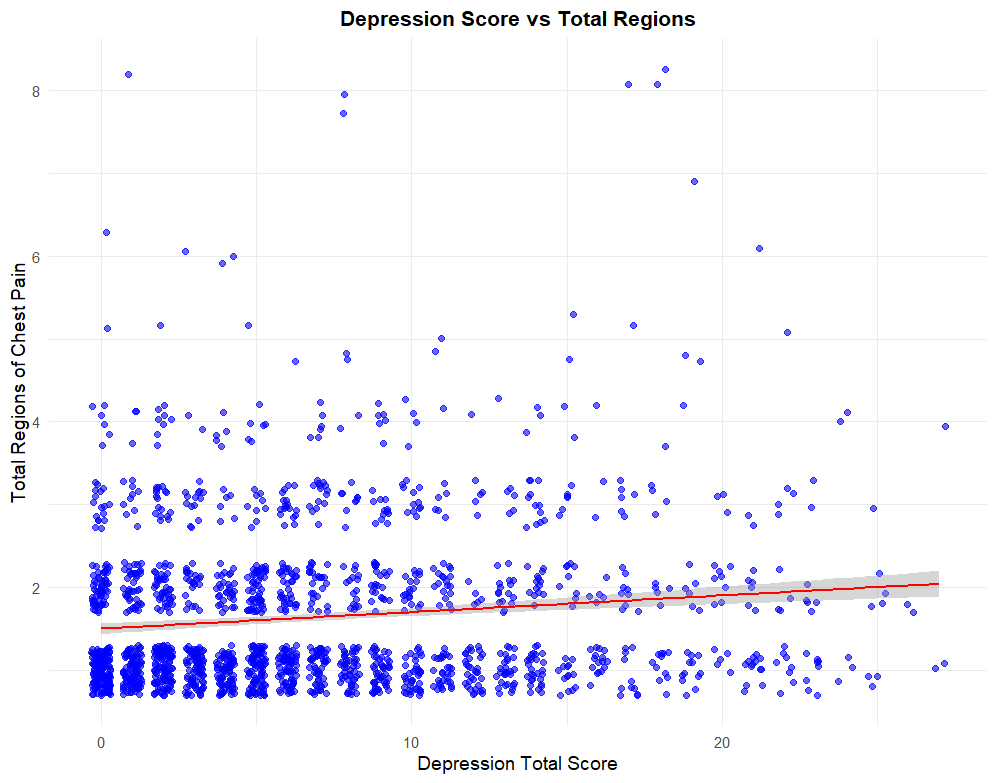 Depression Score vs Total Regions
Total Regions of Chest Pain
8
6
4
2
0
10
20
Depression Total Score